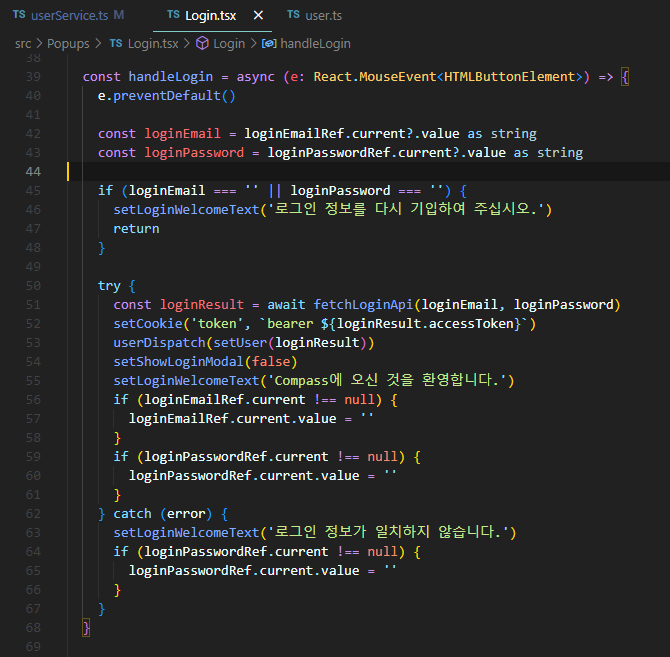 TS userService.ts M TS Login.tsx × TS user.ts
src > Popups > TS Login.tsx > Login > handleLogin
38
39 const handleLogin = async (e: React.MouseEvent<HTMLButtonElement>) => {
40 e.preventDefault()
41
42 const loginEmail = loginEmailRef.current?.value as string
43 const loginPassword = loginPasswordRef.current?.value as string
44
45 if (loginEmail === '' || loginPassword === '') {
46 setLoginWelcomeText('로그인 정보를 다시 기입하여 주십시오.')
47 return
48 }
49
50 try {
51 const loginResult = await fetchLoginApi(loginEmail, loginPassword)
52 setCookie('token', `bearer ${loginResult.accessToken}`)
53 userDispatch(setUser(loginResult))
54 setShowLoginModal(false)
55 setLoginWelcomeText('Compass에 오신 것을 환영합니다.')
56 if (loginEmailRef.current !== null) {
57 loginEmailRef.current.value = ''
58 }
59 if (loginPasswordRef.current !== null) {
60 loginPasswordRef.current.value = ''
61 }
62 } catch (error) {
63 setLoginWelcomeText('로그인 정보가 일치하지 않습니다.')
64 if (loginPasswordRef.current !== null) {
65 loginPasswordRef.current.value = ''
66 }
67 }
68 }
69